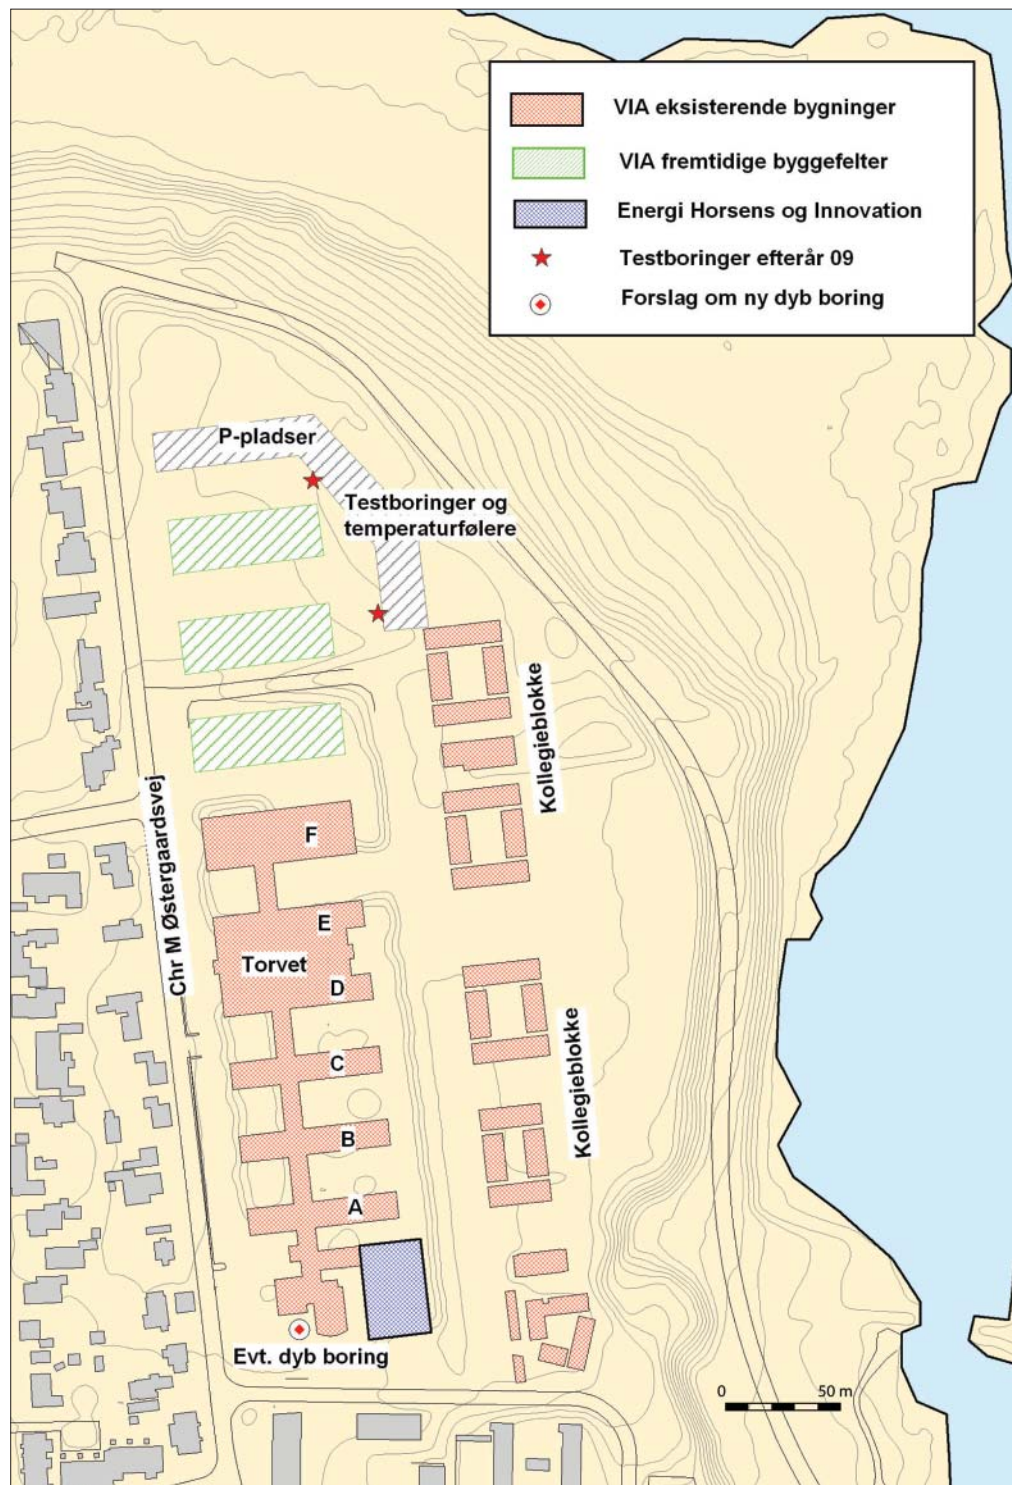 VIA eksisterende bygninger
VIA fremtidige byggefelter
Energi Horsens og Innovation
Testboringer efterår 09
Forslag om ny dyb boring
P-pladser
Testboringer og
temperaturfølere
Kollegieblokke
Chr M Østergaardsvej
F
E
Torvet
D
C
B
A
Kollegieblokke
Evt. dyb boring
0 50 m